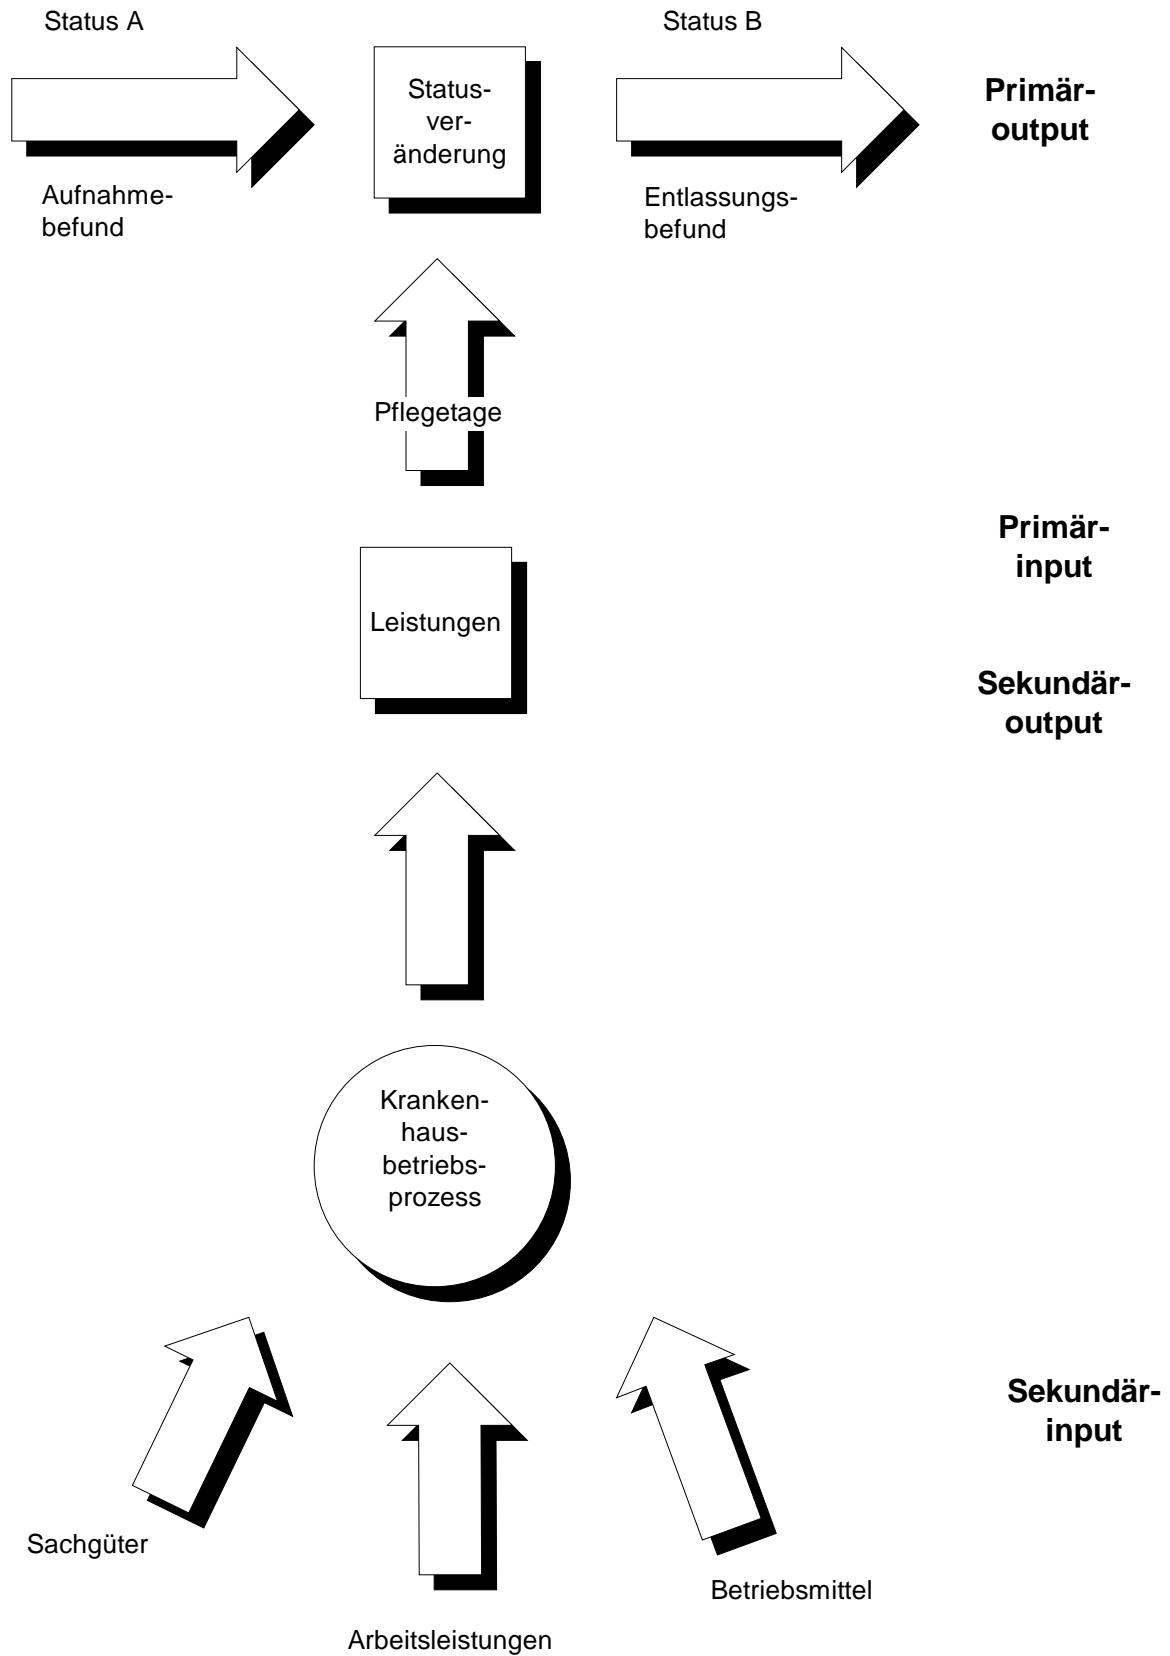 Status A
Status B
Status-
ver-
änderung
Primär-
output
Aufnahme-
befund
Entlassungs-
befund
Pflegetage
Primär-
input
Leistungen
Sekundär-
output
Kranken-
haus-
betriebs-
prozess
Sekundär-
input
Sachgüter
Betriebsmittel
Arbeitsleistungen